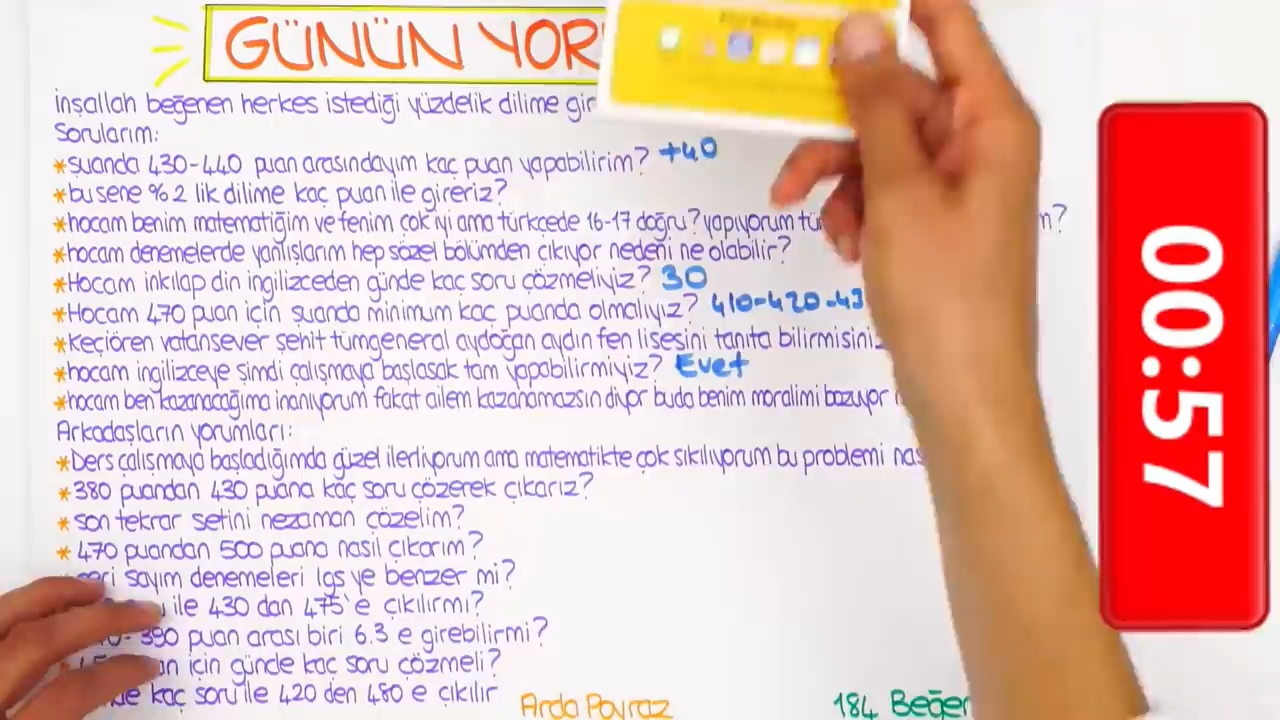 GÜNÜN YOR
inşallah beğenen herkes istediği yüzdelik dilime gir
Sorularım:
*şuanda 430-440 puan arasındayım kaç puan yapabilirim? +40
*bu sene %2 lik dilime kaç puan ile gireriz?
*hocam benim matematiğim ve fenim çok iyi ama türkçede 16-17 doğru? yapıyorum tür m?
*hocam denemelerde yanlışlarım hep sözel bölümden çıkıyor nedeni ne olabilir?
*Hocam inkılap din ingilizceden günde kaç soru çözmeliyiz? 30
*Hocam 470 puan için şuanda minimum kaç puanda olmalıyız? 410-420-43
*keçiören vatansever şehit tümgeneral aydoğan aydın fen lisesini tanıta bilirmisiniz
*hocam ingilizceye şimdi çalışmaya başlasak tam yapabilirmiyiz? Evet
*hocam ben kazanacağıma inanıyorum fakat ailem kazanamazsın diyor buda benim moralimi bozuyor
Arkadaşların yorumları:
*Ders çalışmaya başladığımda güzel ilerliyorum ama matematikte çok sıkılıyorum bu problemi nas
*380 puandan 430 puana kaç soru çözerek çıkarız?
*son tekrar setini nezaman çözelim?
*470 puandan 500 puana nasıl çıkarım?
geri sayım denemeleri lgs ye benzer mi?
ile 430 dan 475'e çıkılırmı?
390 puan arası biri 6.3 e girebilirmi?
için günde kaç soru çözmeli?
kaç soru ile 420 den 480 e çıkılır
Arda Poyraz
184 Beğen
00:57